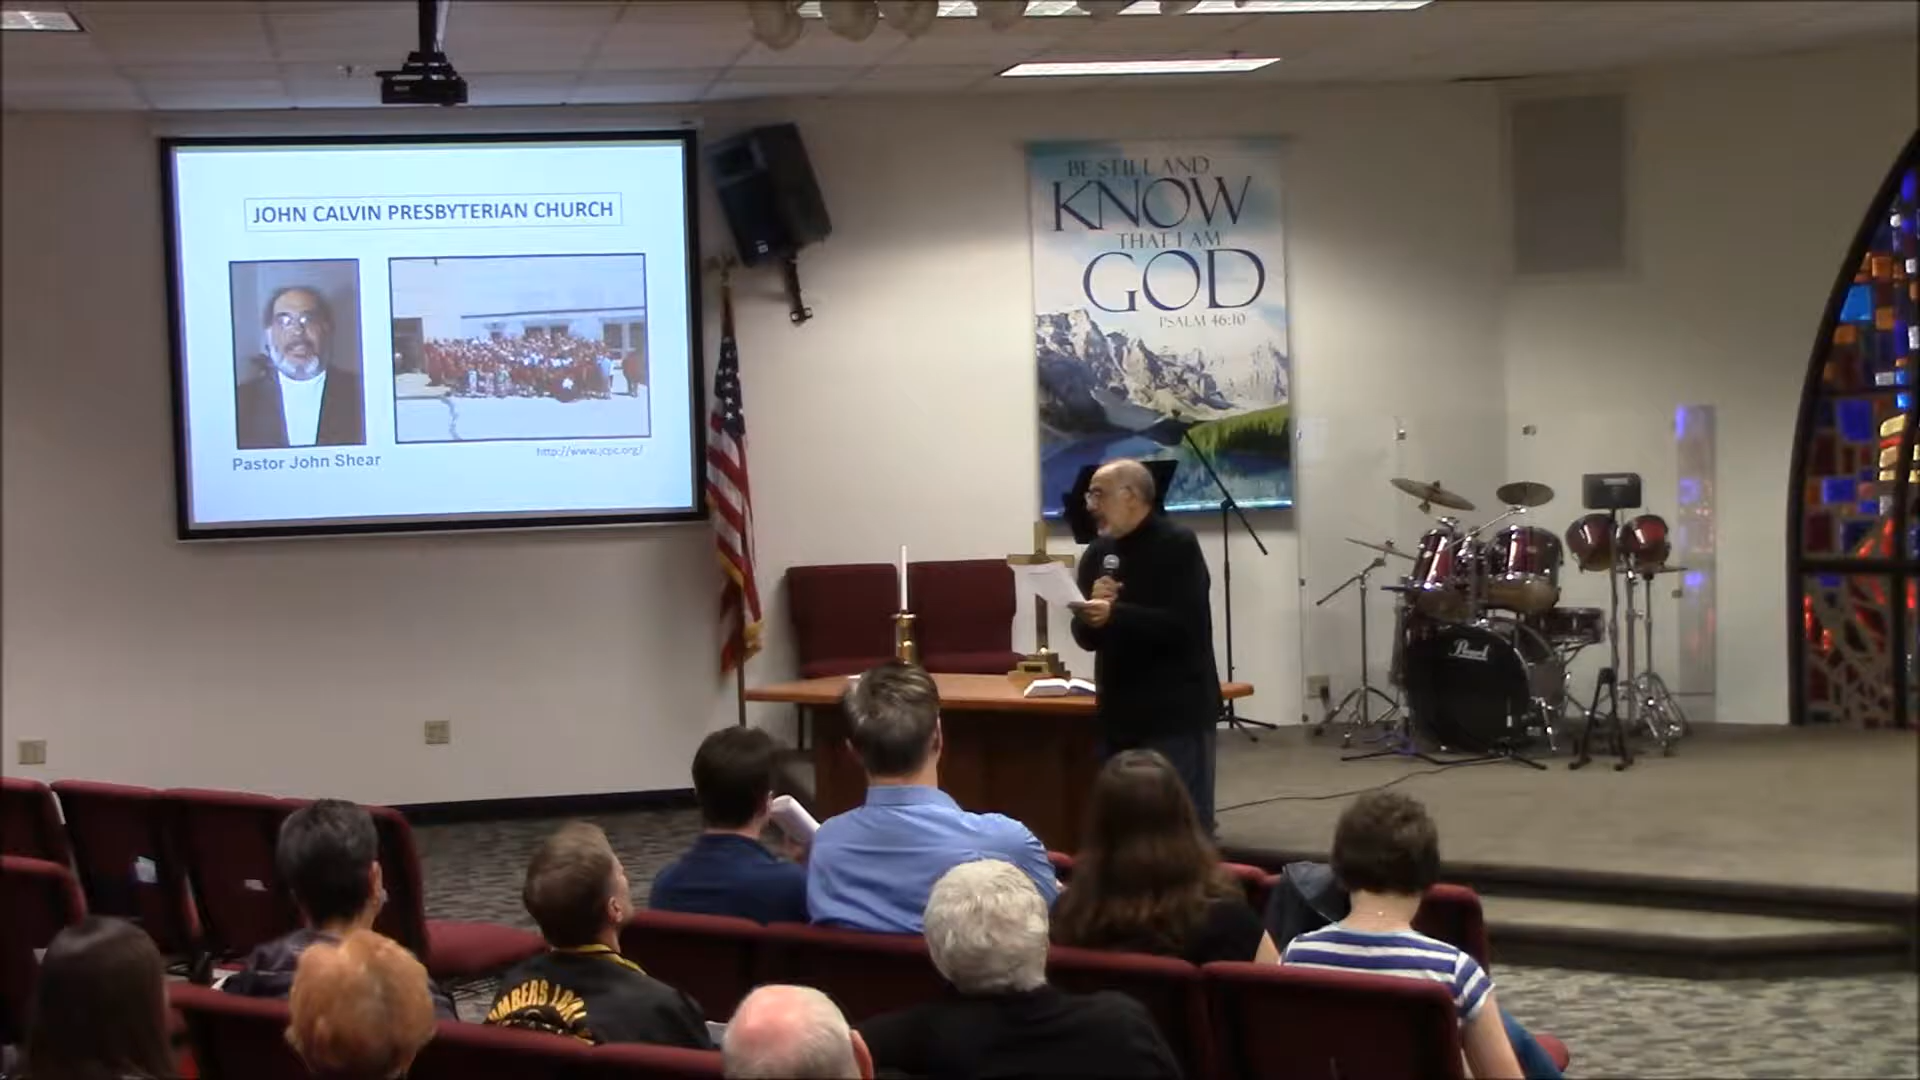 JOHN CALVIN PRESBYTERIAN CHURCH
Pastor John Shear
http://www.jcpc.org/
BE STILL AND
KNOW
THAT I AM
GOD
PSALM 46:10
Pearl